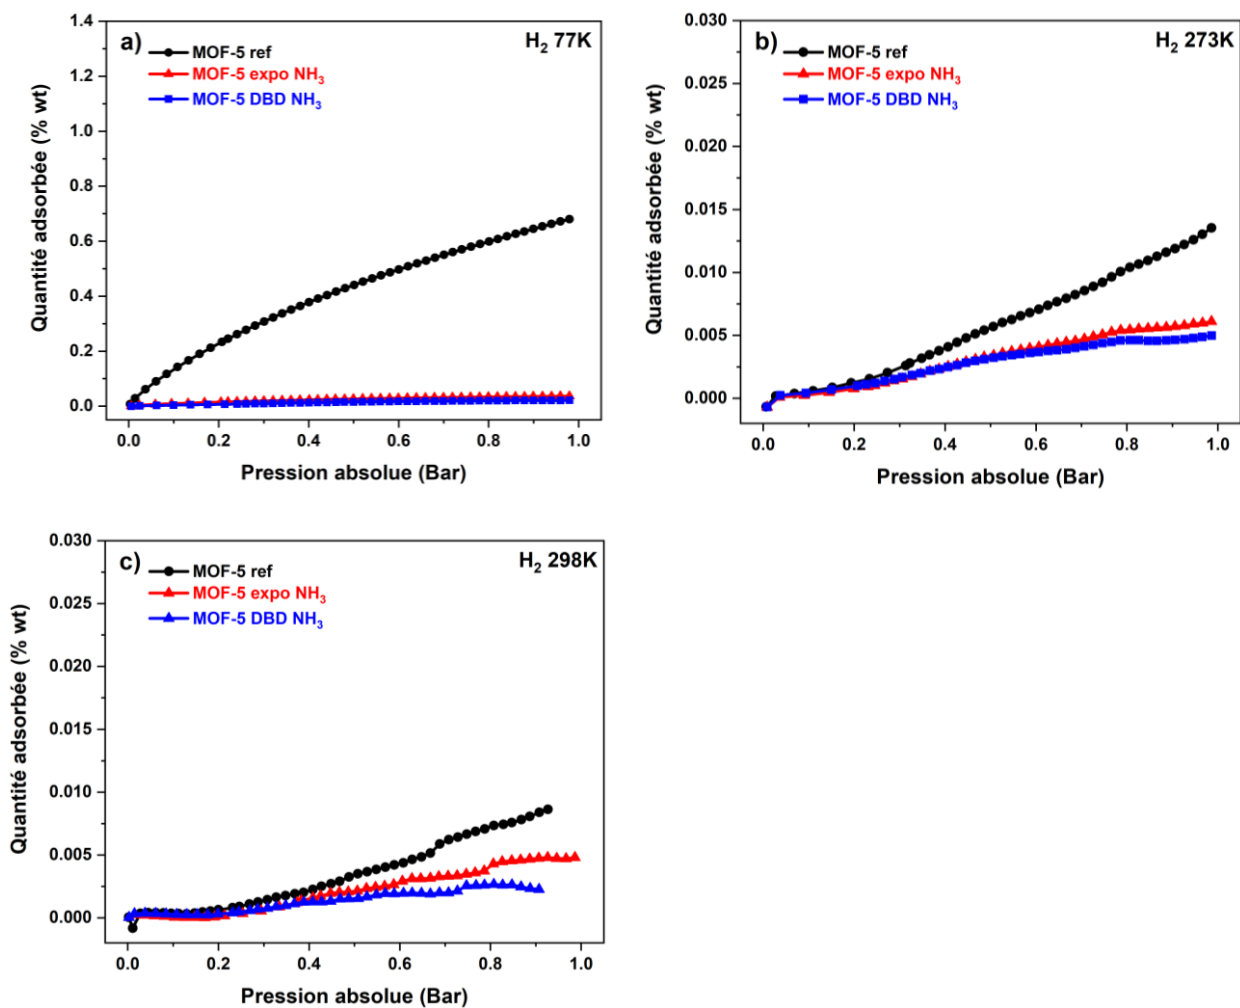 a)
H2 77K
MOF-5 ref
MOF-5 expo NH3
MOF-5 DBD NH3
Quantité adsorbée (% wt)
1.4
1.2
1.0
0.8
0.6
0.4
0.2
0.0
0.0 0.2 0.4 0.6 0.8 1.0
Pression absolue (Bar)
b)
H2 273K
MOF-5 ref
MOF-5 expo NH3
MOF-5 DBD NH3
Quantité adsorbée (% wt)
0.030
0.025
0.020
0.015
0.010
0.005
0.000
0.0 0.2 0.4 0.6 0.8 1.0
Pression absolue (Bar)
c)
H2 298K
MOF-5 ref
MOF-5 expo NH3
MOF-5 DBD NH3
Quantité adsorbée (% wt)
0.030
0.025
0.020
0.015
0.010
0.005
0.000
0.0 0.2 0.4 0.6 0.8 1.0
Pression absolue (Bar)